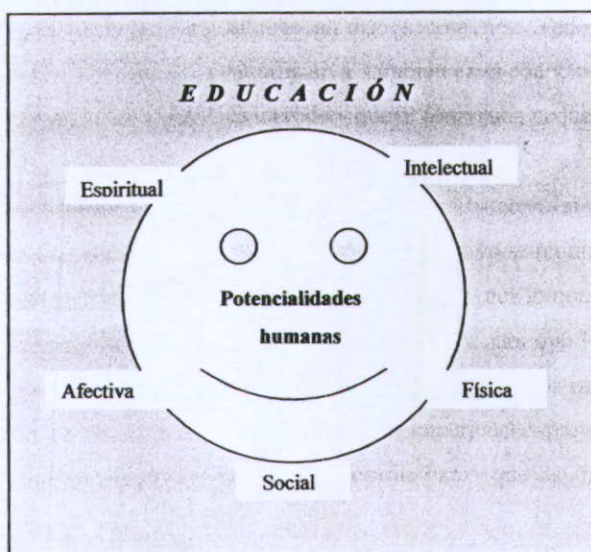 EDUCACIÓN
Intelectual
Espiritual
Potencialidades
humanas
Afectiva
Física
Social